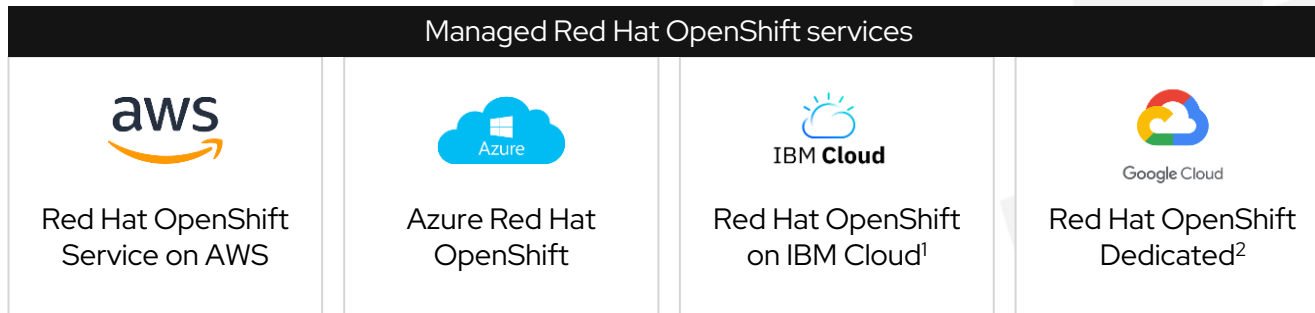 Managed Red Hat OpenShift services
aws
Azure
IBM Cloud
Google Cloud
Red Hat OpenShift
Service on AWS
Azure Red Hat
OpenShift
Red Hat OpenShift
on IBM Cloud¹
Red Hat OpenShift
Dedicated²